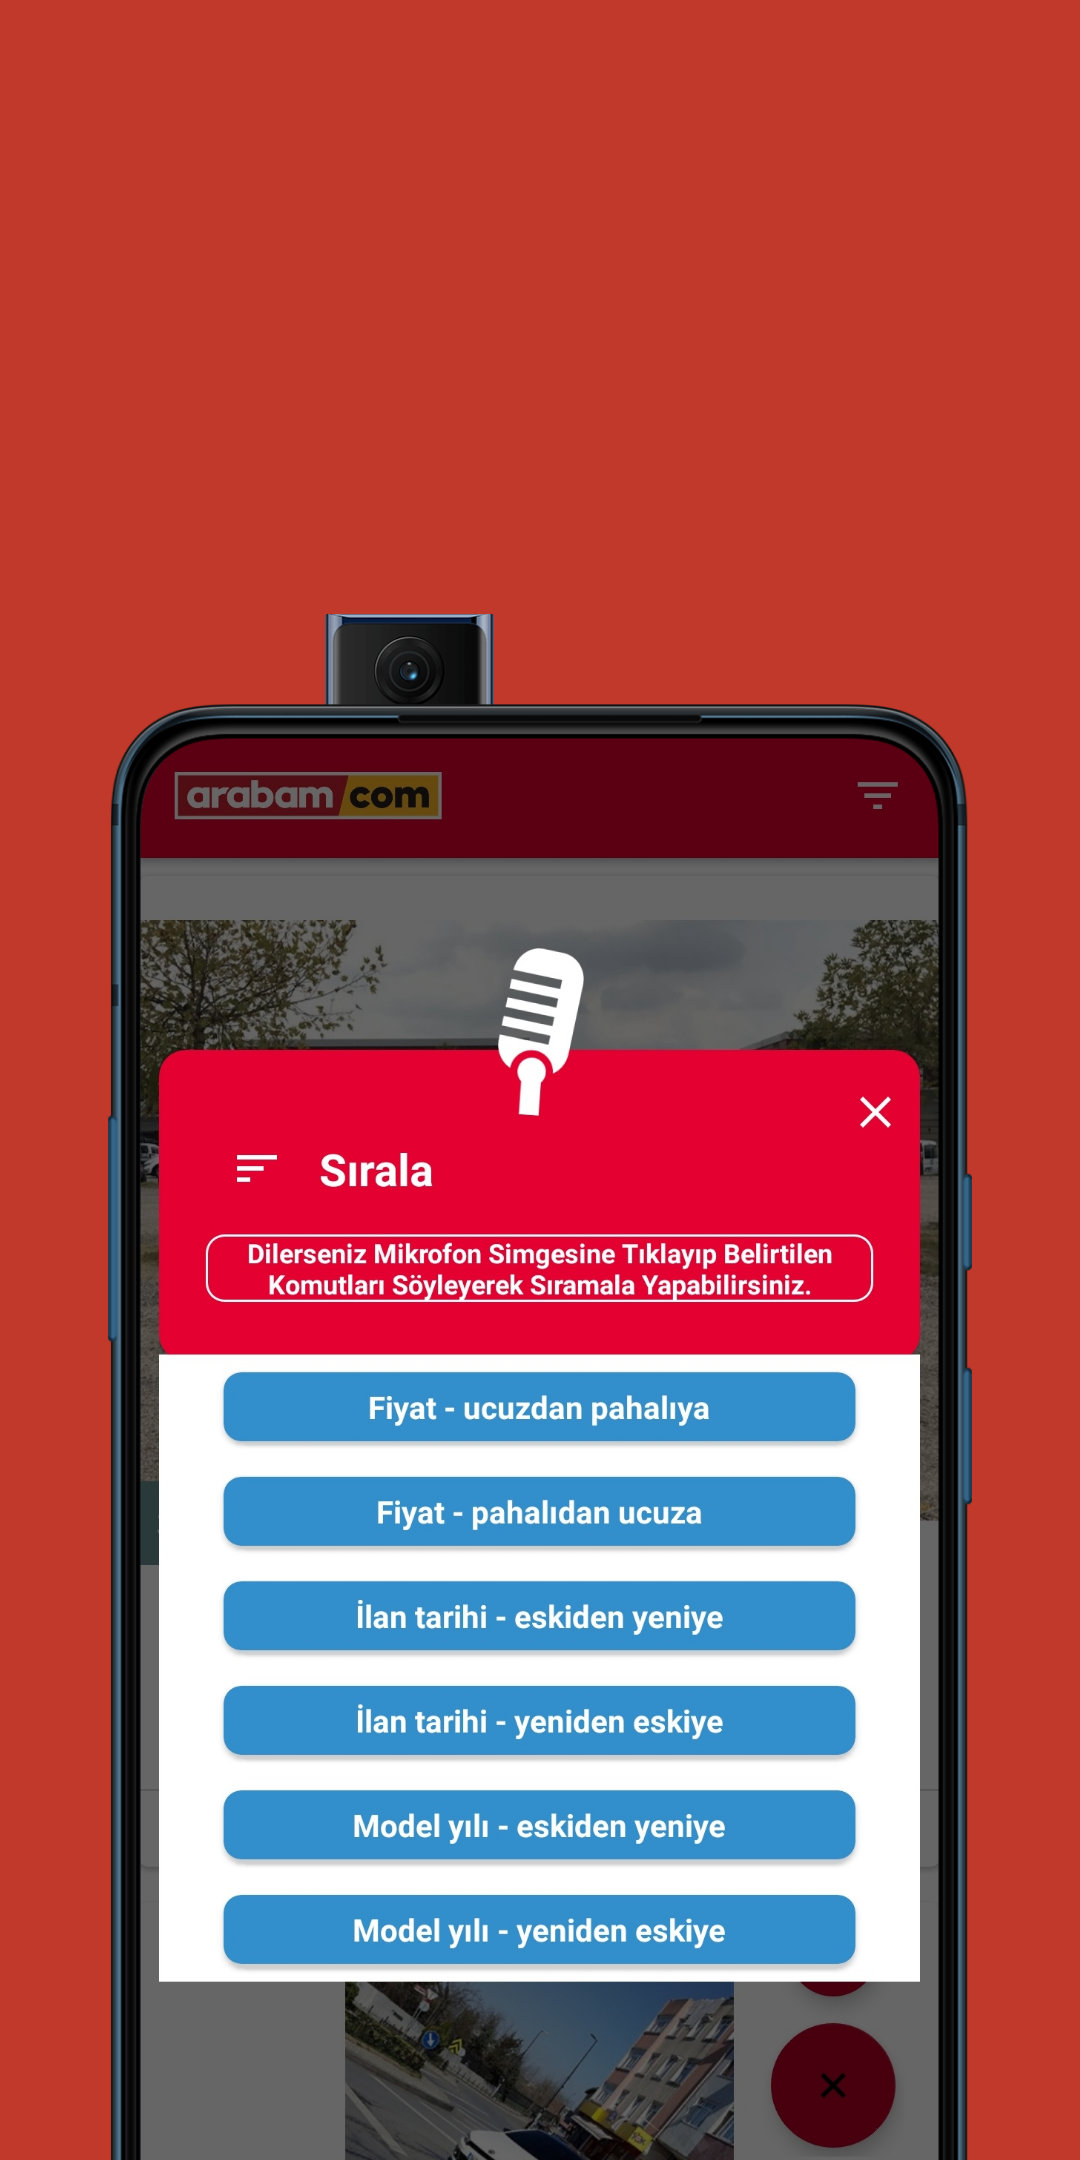 arabam com
Sırala
Dilerseniz Mikrofon Simgesine Tıklayıp Belirtilen
Komutları Söyleyerek Sıramala Yapabilirsiniz.
Fiyat - ucuzdan pahalıya
Fiyat - pahalıdan ucuza
İlan tarihi - eskiden yeniye
İlan tarihi - yeniden eskiye
Model yılı - eskiden yeniye
Model yılı - yeniden eskiye